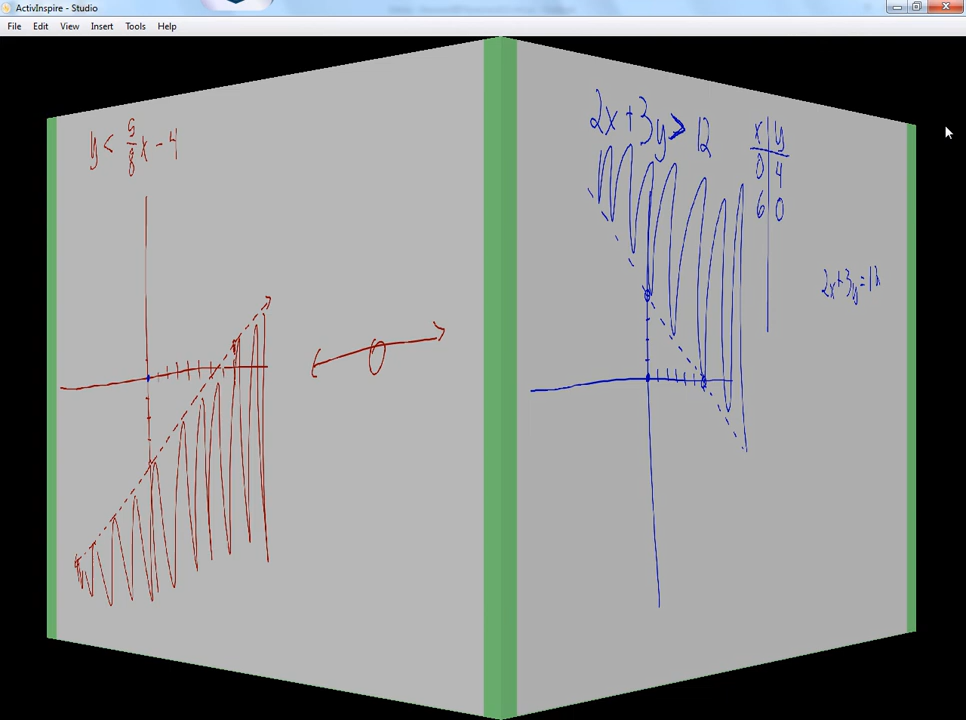 ActivInspire - Studio
File Edit View Insert Tools Help
y < 5/8 x - 4
0
2x+3y > 12
x y
0 4
6 0
2x+3y=12